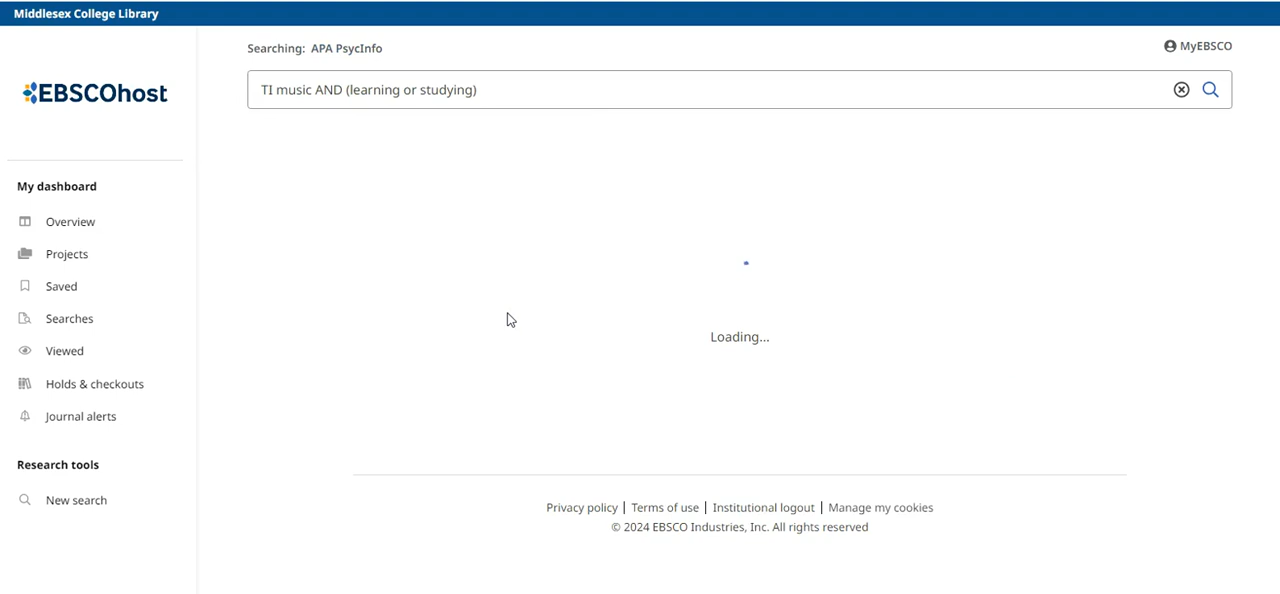 Middlesex College Library
Searching: APA PsycInfo
MyEBSCO
EBSCOhost
TI music AND (learning or studying)
My dashboard
Overview
Projects
Saved
Searches
Viewed
Holds & checkouts
Journal alerts
Research tools
New search
Loading...
Privacy policy | Terms of use | Institutional logout | Manage my cookies
© 2024 EBSCO Industries, Inc. All rights reserved